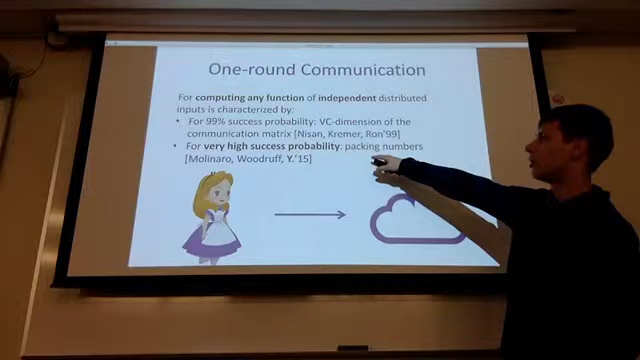 One-round Communication
For computing any function of independent distributed
inputs is characterized by:
• For 99% success probability: VC-dimension of the
communication matrix [Nisan, Kremer, Ron'99]
• For very high success probability: packing numbers
[Molinaro, Woodruff, Y.'15]